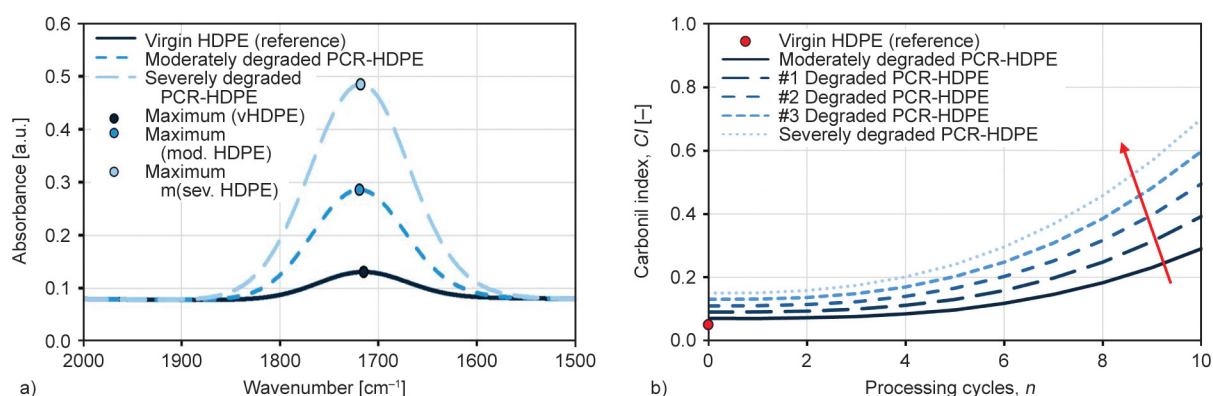 0.6
0.5
0.4
0.3
0.2
0.1
0.0
Absorbance [a.u.]
Virgin HDPE (reference)
Moderately degraded PCR-HDPE
Severely degraded
PCR-HDPE
Maximum (vHDPE)
Maximum
(mod. HDPE)
Maximum
m(sev. HDPE)
2000 1900 1800 1700 1600 1500
a) Wavenumber [cm⁻¹]
1.0
0.8
0.6
0.4
0.2
0.0
Carbonil index, CI [–]
Virgin HDPE (reference)
Moderately degraded PCR-HDPE
#1 Degraded PCR-HDPE
#2 Degraded PCR-HDPE
#3 Degraded PCR-HDPE
Severely degraded PCR-HDPE
0 2 4 6 8 10
b) Processing cycles, n